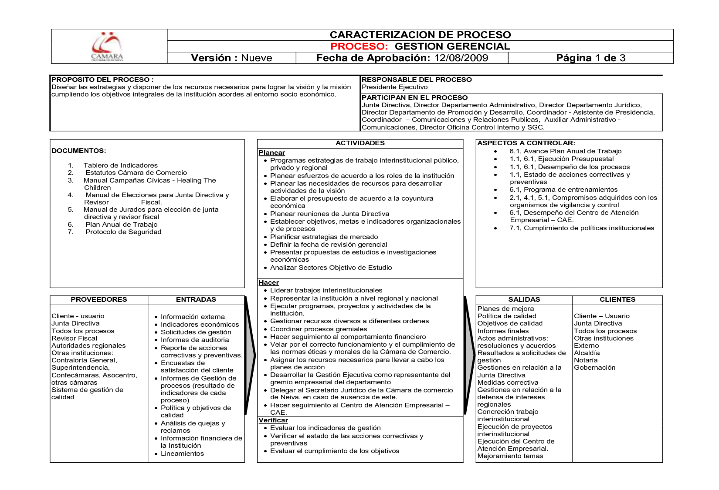 CARACTERIZACION DE PROCESO
PROCESO: GESTION GERENCIAL
CAMARA
Versión : Nueve
Fecha de Aprobación: 12/08/2009
Página 1 de 3
PROPOSITO DEL PROCESO :
Diseñar las estrategias y disponer de los recursos necesarios para lograr la visión y la misión
cumpliendo los objetivos integrales de la institución acordes al entorno socio económico.
RESPONSABLE DEL PROCESO
Presidente Ejecutivo
PARTICIPAN EN EL PROCESO
Junta Directiva, Director Departamento Administrativo, Director Departamento Jurídico,
Director Departamento de Promoción y Desarrollo, Coordinador - Asistente de Presidencia,
Coordinador – Comunicaciones y Relaciones Publicas, Auxiliar Administrativo -
Comunicaciones, Director Oficina Control Interno y SGC.
DOCUMENTOS:
1. Tablero de Indicadores
2. Estatutos Cámara de Comercio
3. Manual Campañas Cívicas - Healing The
Children
4. Manual de Elecciones para Junta Directiva y
Revisor Fiscal.
5. Manual de Jurados para elección de junta
directiva y revisor fiscal
6. Plan Anual de Trabajo
7. Protocolo de Seguridad
ACTIVIDADES
Planear
• Programas estrategias de trabajo interinstitucional público,
privado y regional
• Planear esfuerzos de acuerdo a los roles de la institución
• Planear las necesidades de recursos para desarrollar
actividades de la visión
• Elaborar el presupuesto de acuerdo a la coyuntura
económica
• Planear reuniones de Junta Directiva
• Establecer objetivos, metas e indicadores organizacionales
y de procesos
• Planificar estrategias de mercado
• Definir la fecha de revisión gerencial
• Presentar propuestas de estudios e investigaciones
económicas
• Analizar Sectores Objetivo de Estudio
Hacer
• Liderar trabajos interinstitucionales
• Representar la institución a nivel regional y nacional
• Ejecutar programas, proyectos y actividades de la
institución.
• Gestionar recursos diversos a diferentes ordenes
• Coordinar procesos gremiales
• Hacer seguimiento al comportamiento financiero
• Velar por el correcto funcionamiento y el cumplimiento de
las normas éticas y morales de la Cámara de Comercio.
• Asignar los recursos necesarios para llevar a cabo los
planes de acción
• Desarrollar la Gestión Ejecutiva como representante del
gremio empresarial del departamento
• Delegar al Secretario Jurídico de la Cámara de comercio
de Neiva, en caso de ausencia de este.
• Hacer seguimiento al Centro de Atención Empresarial –
CAE.
Verificar
• Evaluar los indicadores de gestión
• Verificar el estado de las acciones correctivas y
preventivas
• Evaluar el cumplimiento de los objetivos
ASPECTOS A CONTROLAR:
• 6.1, Avance Plan Anual de Trabajo
• 1.1, 6.1, Ejecución Presupuestal
• 1.1, 6.1, Desempeño de los procesos
• 1.1, Estado de acciones correctivas y
preventivas
• 6.1, Programa de entrenamientos
• 2.1, 4.1, 5.1, Compromisos adquiridos con los
organismos de vigilancia y control
• 6.1, Desempeño del Centro de Atención
Empresarial – CAE.
• 7.1, Cumplimiento de políticas institucionales
PROVEEDORES
Cliente - usuario
Junta Directiva
Todos los procesos
Revisor Fiscal
Autoridades regionales
Otras instituciones:
Contraloría General,
Superintendencia,
Confecámaras, Asocentro,
otras cámaras
Sistema de gestión de
calidad
ENTRADAS
• Información externa
• Indicadores económicos
• Solicitudes de gestión
• Informes de auditoria
• Reporte de acciones
correctivas y preventivas
• Encuestas de
satisfacción del cliente
• Informes de Gestión de
procesos (resultado de
indicadores de cada
proceso)
• Política y objetivos de
calidad
• Análisis de quejas y
reclamos
• Información financiera de
la Institución
• Lineamientos
SALIDAS
Planes de mejora
Política de calidad
Objetivos de calidad
Informes finales
Actos administrativos:
resoluciones y acuerdos
Resultados a solicitudes de
gestión
Gestiones en relación a la
Junta Directiva.
Medidas correctiva
Gestiones en relación a la
defensa de intereses
regionales
Concreción trabajo
interinstitucional
Ejecución de proyectos
interinstitucional
Ejecución del Centro de
Atención Empresarial.
Mejoramiento temas
CLIENTES
Cliente – Usuario
Junta Directiva
Todos los procesos
Otras Instituciones
Externo
Alcaldía
Notaria
Gobernación